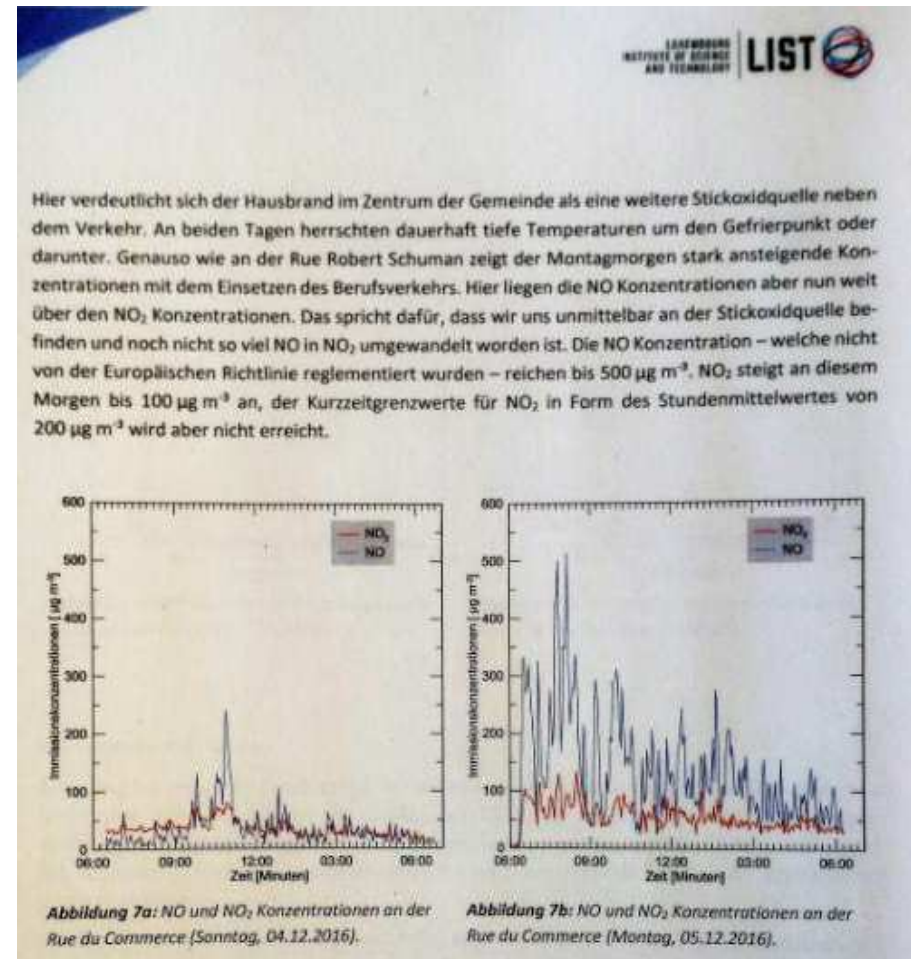 LUXEMBOURG
INSTITUTE OF SCIENCE
AND TECHNOLOGY
LIST
Hier verdeutlicht sich der Hausbrand im Zentrum der Gemeinde als eine weitere Stickoxidquelle neben
dem Verkehr. An beiden Tagen herrschten dauerhaft tiefe Temperaturen um den Gefrierpunkt oder
darunter. Genauso wie an der Rue Robert Schuman zeigt der Montagmorgen stark ansteigende Kon-
zentrationen mit dem Einsetzen des Berufsverkehrs. Hier liegen die NO Konzentrationen aber nun weit
über den NO₂ Konzentrationen. Das spricht dafür, dass wir uns unmittelbar an der Stickoxidquelle be-
finden und noch nicht so viel NO in NO₂ umgewandelt worden ist. Die NO Konzentration – welche nicht
von der Europäischen Richtlinie reglementiert wurden – reichen bis 500 µg m⁻³. NO₂ steigt an diesem
Morgen bis 100 µg m⁻³ an, der Kurzzeitgrenzwerte für NO₂ in Form des Stundenmittelwertes von
200 µg m⁻³ wird aber nicht erreicht.
Immissionskonzentrationen [ µg m⁻³]
600
500
400
300
200
100
0
NO₂
NO
06:00 09:00 12:00 03:00 06:00
Zeit [Minuten]
Immissionskonzentrationen [ µg m⁻³]
600
500
400
300
200
100
0
NO₂
NO
06:00 09:00 12:00 03:00 06:00
Zeit [Minuten]
Abbildung 7a: NO und NO₂ Konzentrationen an der
Rue du Commerce (Sonntag, 04.12.2016).
Abbildung 7b: NO und NO₂ Konzentrationen an der
Rue du Commerce (Montag, 05.12.2016).